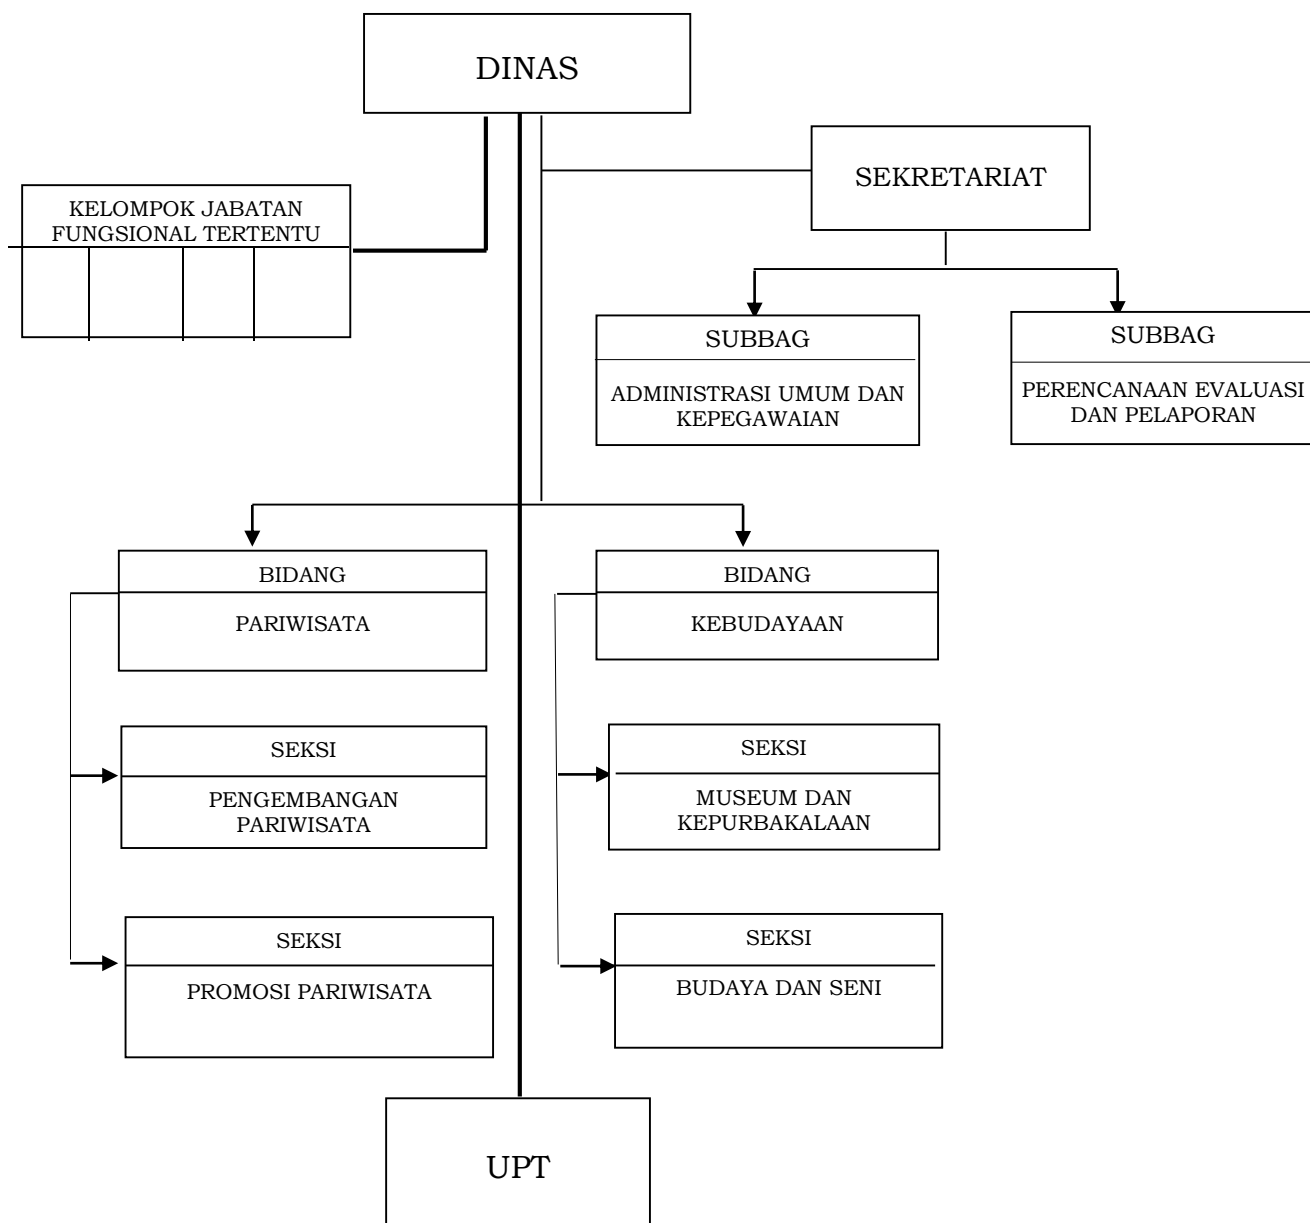 DINAS
SEKRETARIAT
KELOMPOK JABATAN
FUNGSIONAL TERTENTU
SUBBAG
ADMINISTRASI UMUM DAN
KEPEGAWAIAN
SUBBAG
PERENCANAAN EVALUASI
DAN PELAPORAN
BIDANG
PARIWISATA
BIDANG
KEBUDAYAAN
SEKSI
PENGEMBANGAN
PARIWISATA
SEKSI
MUSEUM DAN
KEPURBAKALAAN
SEKSI
PROMOSI PARIWISATA
SEKSI
BUDAYA DAN SENI
UPT